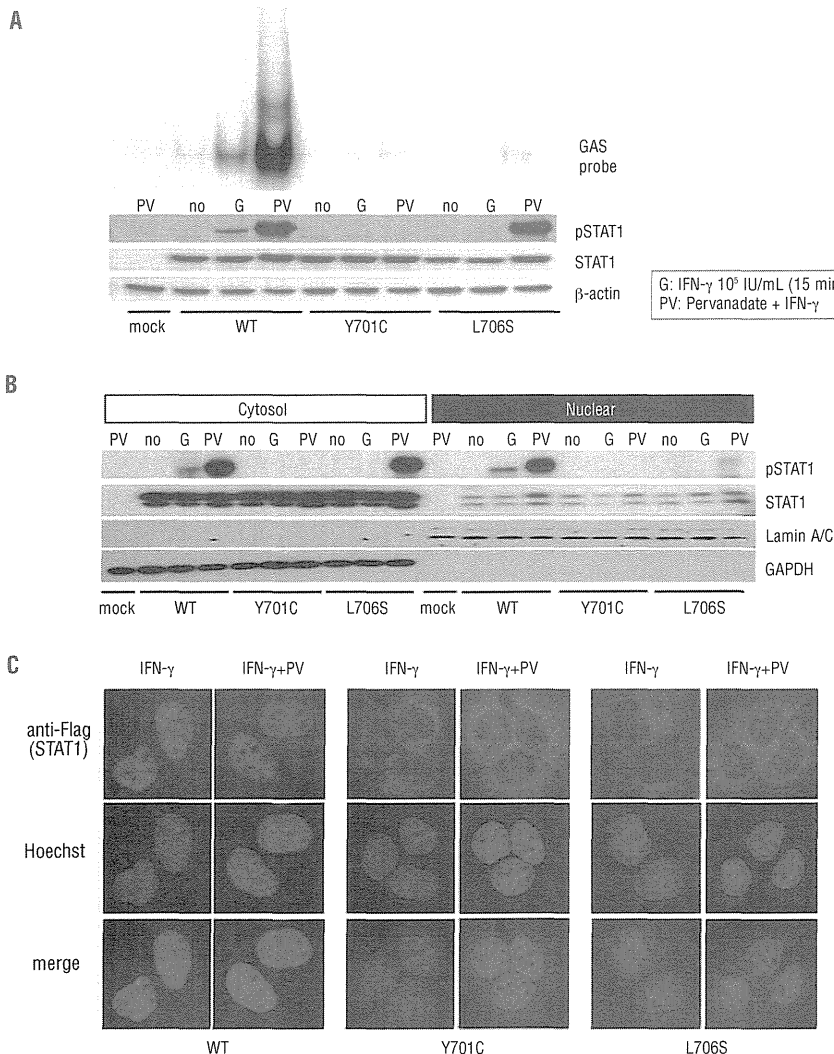 A
GAS
probe
PV no G PV no G PV no G PV
pSTAT1
STAT1
β-actin
mock WT Y701C L706S
G: IFN-γ 10⁵ IU/mL (15 min
PV: Pervanadate + IFN-γ
B
Cytosol Nuclear
PV no G PV no G PV no G PV PV no G PV no G PV no G PV
pSTAT1
STAT1
Lamin A/C
GAPDH
mock WT Y701C L706S mock WT Y701C L706S
C
IFN-γ IFN-γ+PV IFN-γ IFN-γ+PV IFN-γ IFN-γ+PV
anti-Flag
(STAT1)
Hoechst
merge
WT Y701C L706S